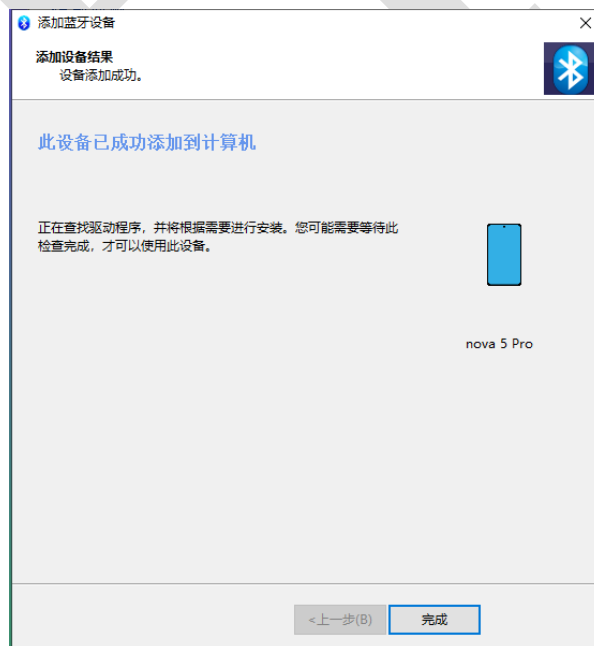 添加蓝牙设备
添加设备结果
设备添加成功。
此设备已成功添加到计算机
正在查找驱动程序，并将根据需要进行安装。您可能需要等待此
检查完成，才可以使用此设备。
nova 5 Pro
<上一步(B)
完成